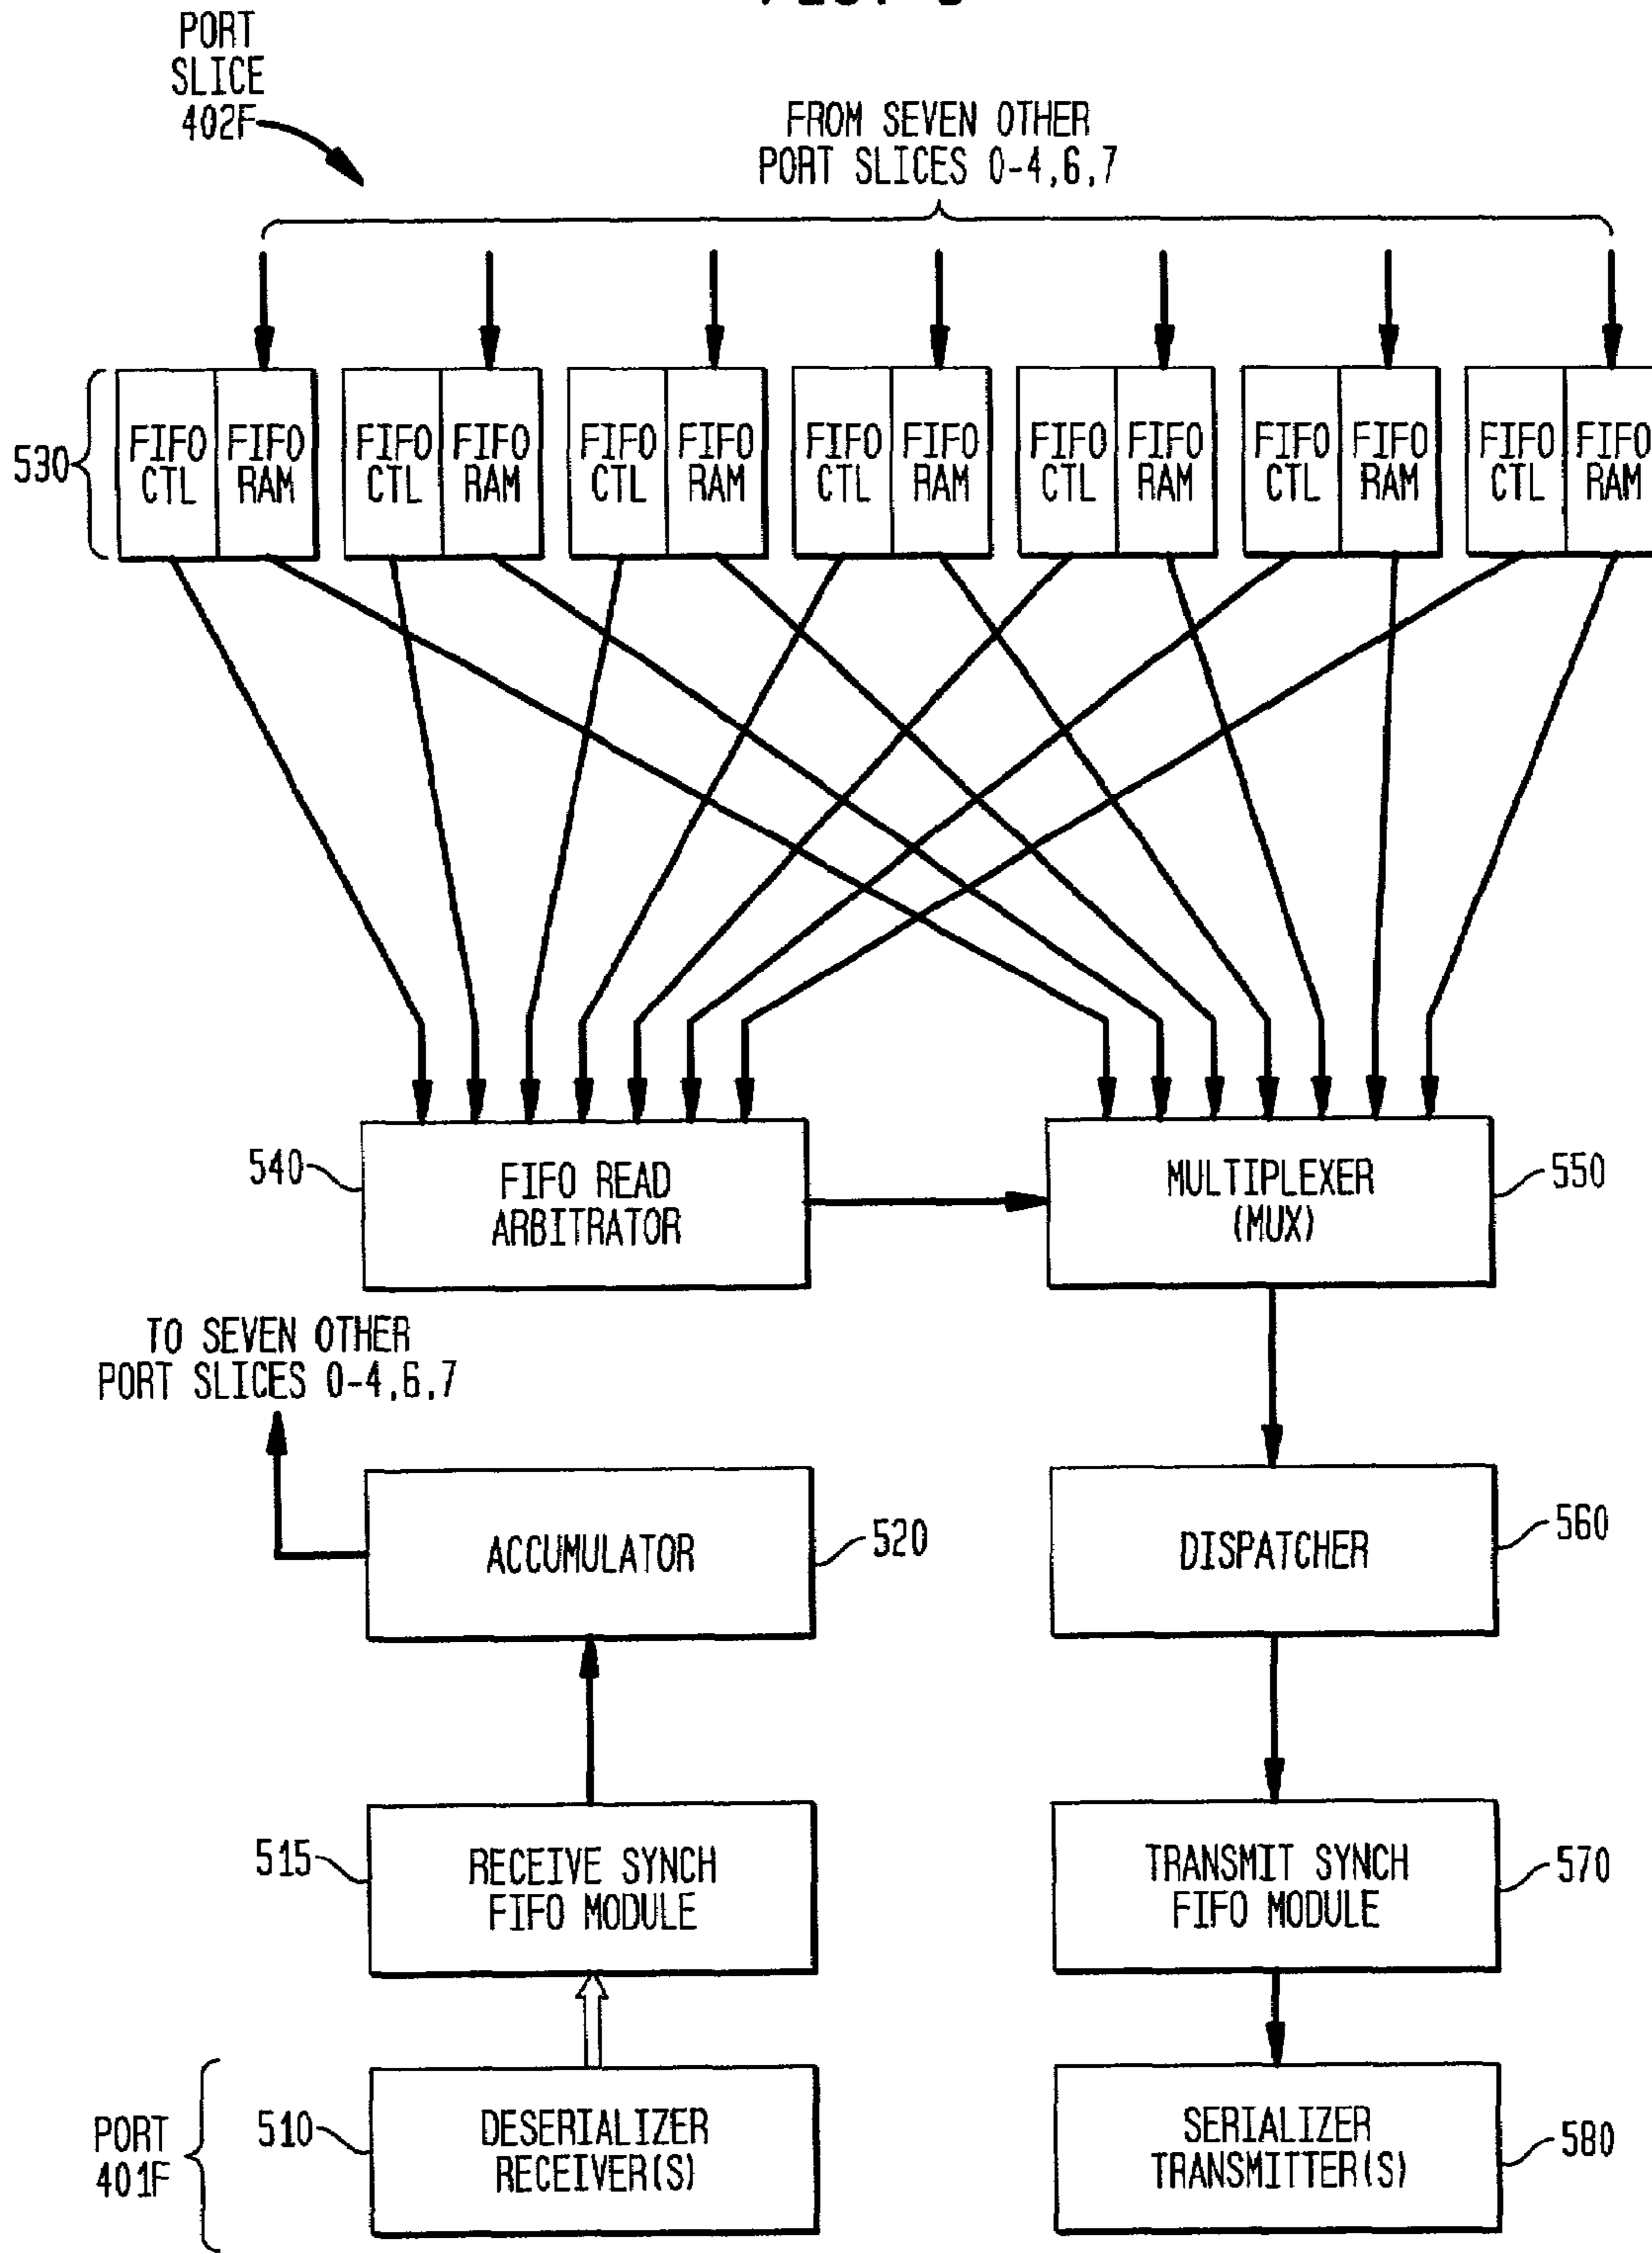 PORT
SLICE
402F
FROM SEVEN OTHER
PORT SLICES 0-4,6,7
530
FIFO CTL
FIFO RAM
FIFO CTL
FIFO RAM
FIFO CTL
FIFO RAM
FIFO CTL
FIFO RAM
FIFO CTL
FIFO RAM
FIFO CTL
FIFO RAM
FIFO CTL
FIFO RAM
540
FIFO READ
ARBITRATOR
MULTIPLEXER
(MUX)
550
TO SEVEN OTHER
PORT SLICES 0-4,6,7
ACCUMULATOR
520
DISPATCHER
560
515
RECEIVE SYNCH
FIFO MODULE
TRANSMIT SYNCH
FIFO MODULE
570
PORT
401F
510
DESERIALIZER
RECEIVER(S)
SERIALIZER
TRANSMITTER(S)
580